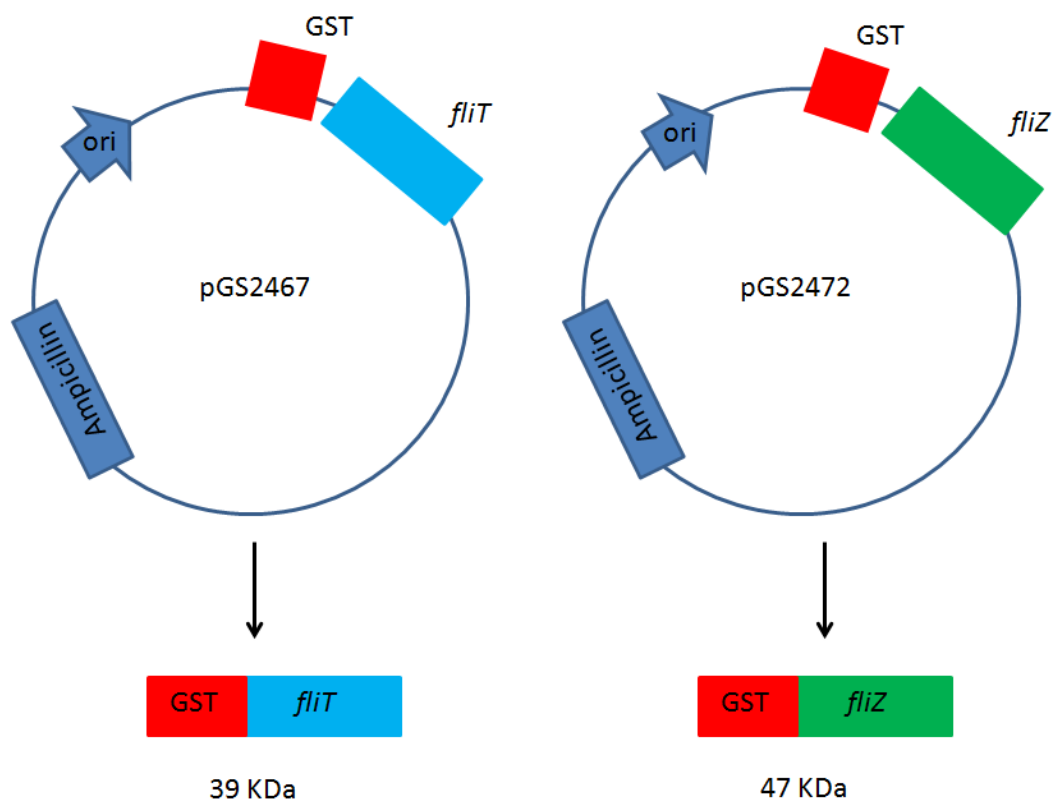 GST
fliT
ori
pGS2467
Ampicillin
GST fliT
39 KDa
GST
fliZ
ori
pGS2472
Ampicillin
GST fliZ
47 KDa